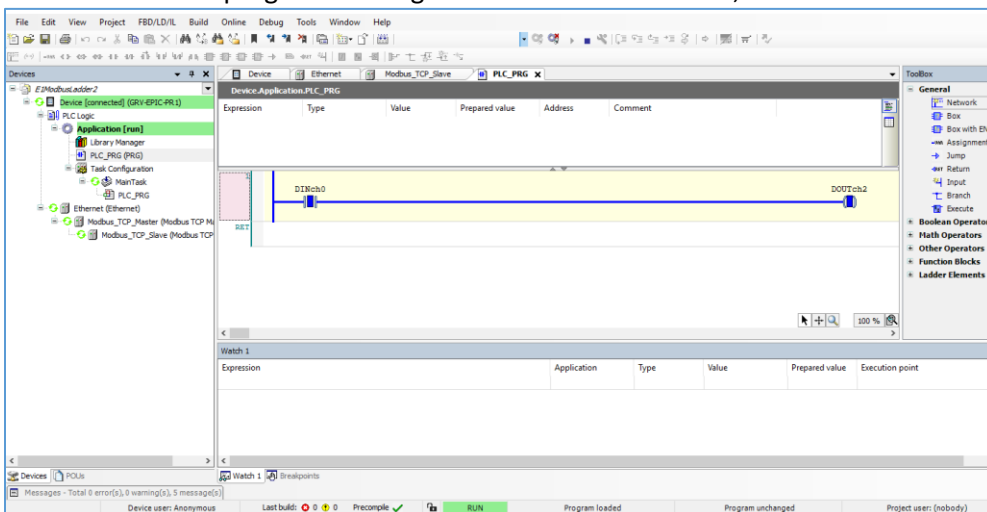 File Edit View Project FBD/LD/IL Build Online Debug Tools Window Help
Devices
E1ModbusLadder2
Device [connected] (GRV-EPIC-PR1)
PLC Logic
Application [run]
Library Manager
PLC_PRG (PRG)
Task Configuration
MainTask
PLC_PRG
Ethernet (Ethernet)
Modbus_TCP_Master (Modbus TCP Ma
Modbus_TCP_Slave (Modbus TCP
Devices POUs
Device Ethernet Modbus_TCP_Slave PLC_PRG
Device.Application.PLC_PRG
Expression Type Value Prepared value Address Comment
1
DINch0 DOUTch2
RET
100 %
Watch 1
Expression Application Type Value Prepared value Execution point
Watch 1 Breakpoints
ToolBox
General
Network
Box
Box with EN
Assignment
Jump
Return
Input
Branch
Execute
Boolean Operator
Math Operators
Other Operators
Function Blocks
Ladder Elements
Messages - Total 0 error(s), 0 warning(s), 5 message(s)
Device user: Anonymous Last build: 0 0 Precompile RUN Program loaded Program unchanged Project user: (nobody)